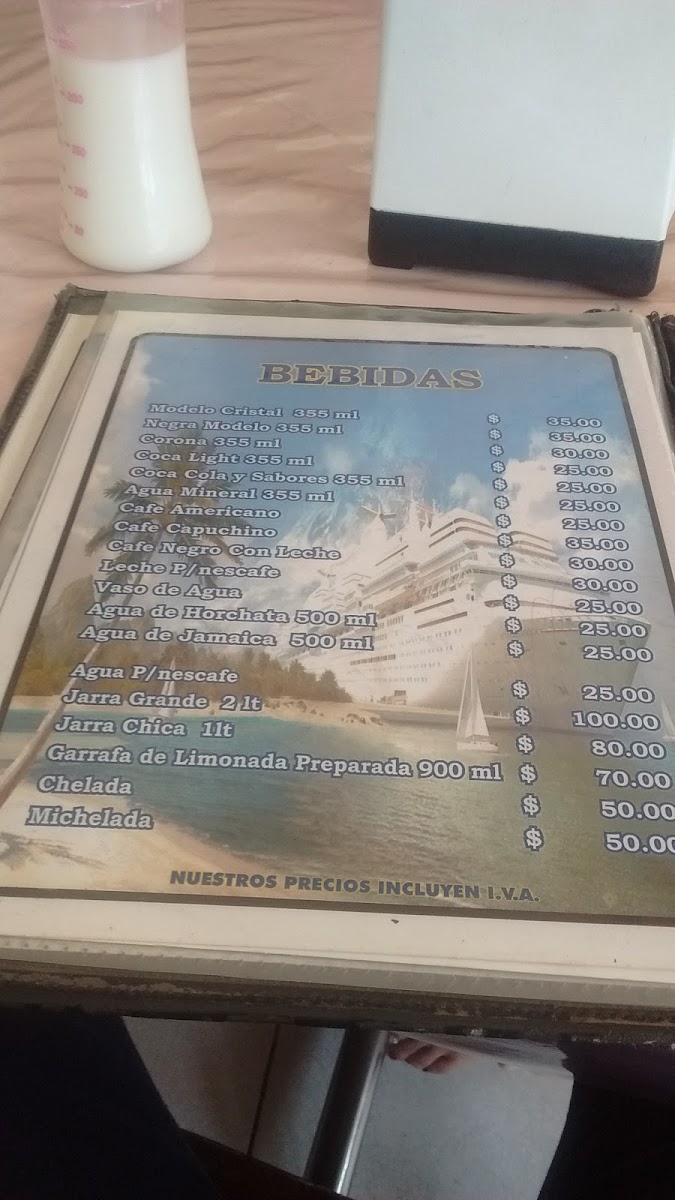 BEBIDAS
Modelo Cristal 355 ml $ 35.00
Negra Modelo 355 ml $ 35.00
Corona 355 ml $ 30.00
Coca Light 355 ml $ 25.00
Coca Cola y Sabores 355 ml $ 25.00
Agua Mineral 355 ml $ 25.00
Cafe Americano $ 25.00
Cafe Capuchino $ 35.00
Cafe Negro Con Leche $ 30.00
Leche P/nescafe $ 30.00
Vaso de Agua $ 25.00
Agua de Horchata 500 ml $ 25.00
Agua de Jamaica 500 ml $ 25.00
Agua P/nescafe $ 25.00
Jarra Grande 2 lt $ 100.00
Jarra Chica 1lt $ 80.00
Garrafa de Limonada Preparada 900 ml $ 70.00
Chelada $ 50.00
Michelada $ 50.00
NUESTROS PRECIOS INCLUYEN I.V.A.